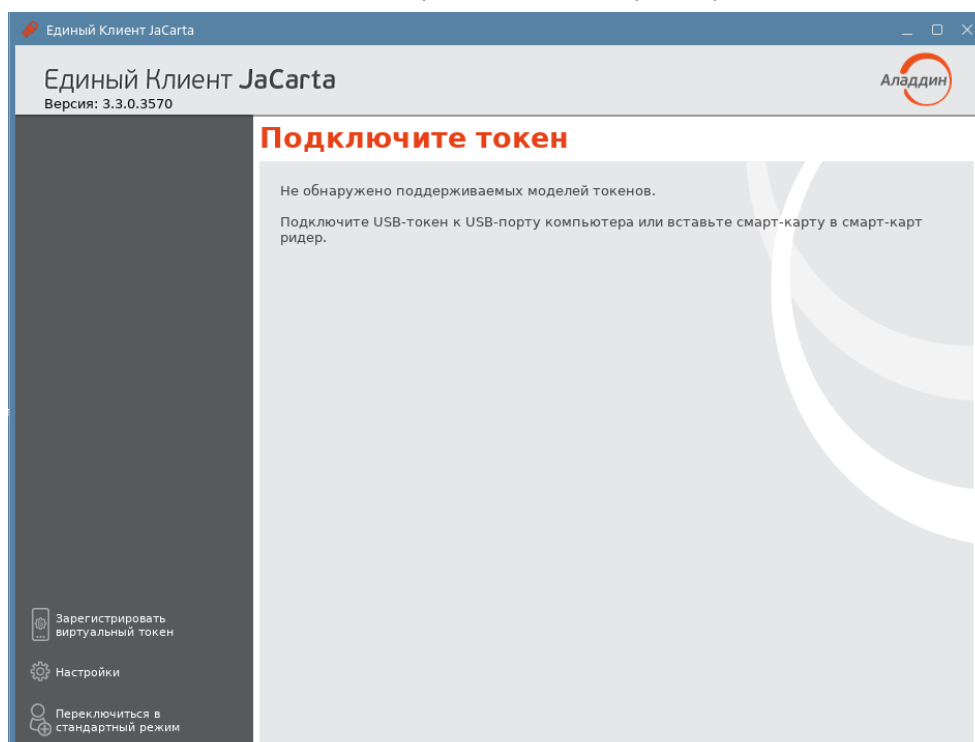 Единый Клиент JaCarta
Единый Клиент JaCarta
Версия: 3.3.0.3570
Аладдин
Подключите токен
Не обнаружено поддерживаемых моделей токенов.
Подключите USB-токен к USB-порту компьютера или вставьте смарт-карту в смарт-карт
ридер.
Зарегистрировать
виртуальный токен
Настройки
Переключиться в
стандартный режим